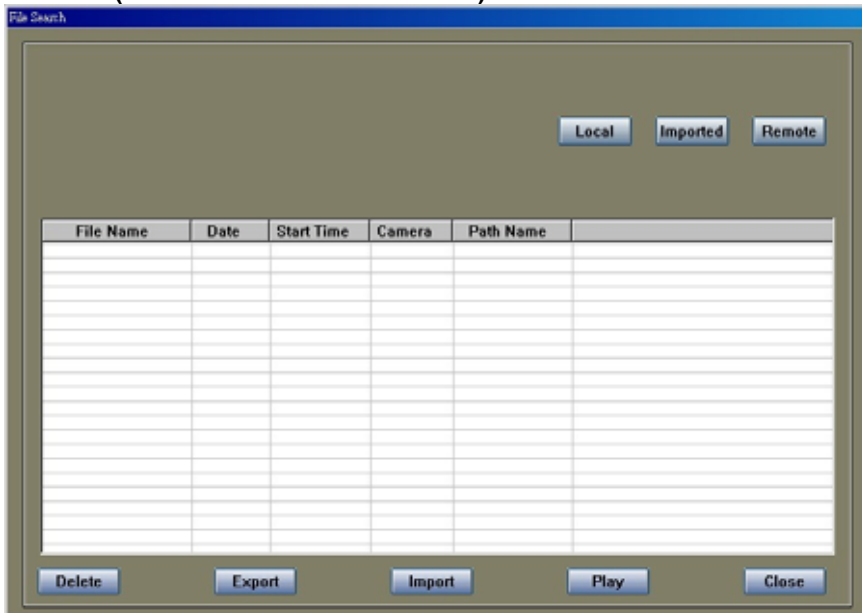 File Search
Local Imported Remote
File Name Date Start Time Camera Path Name
Delete Export Import Play Close